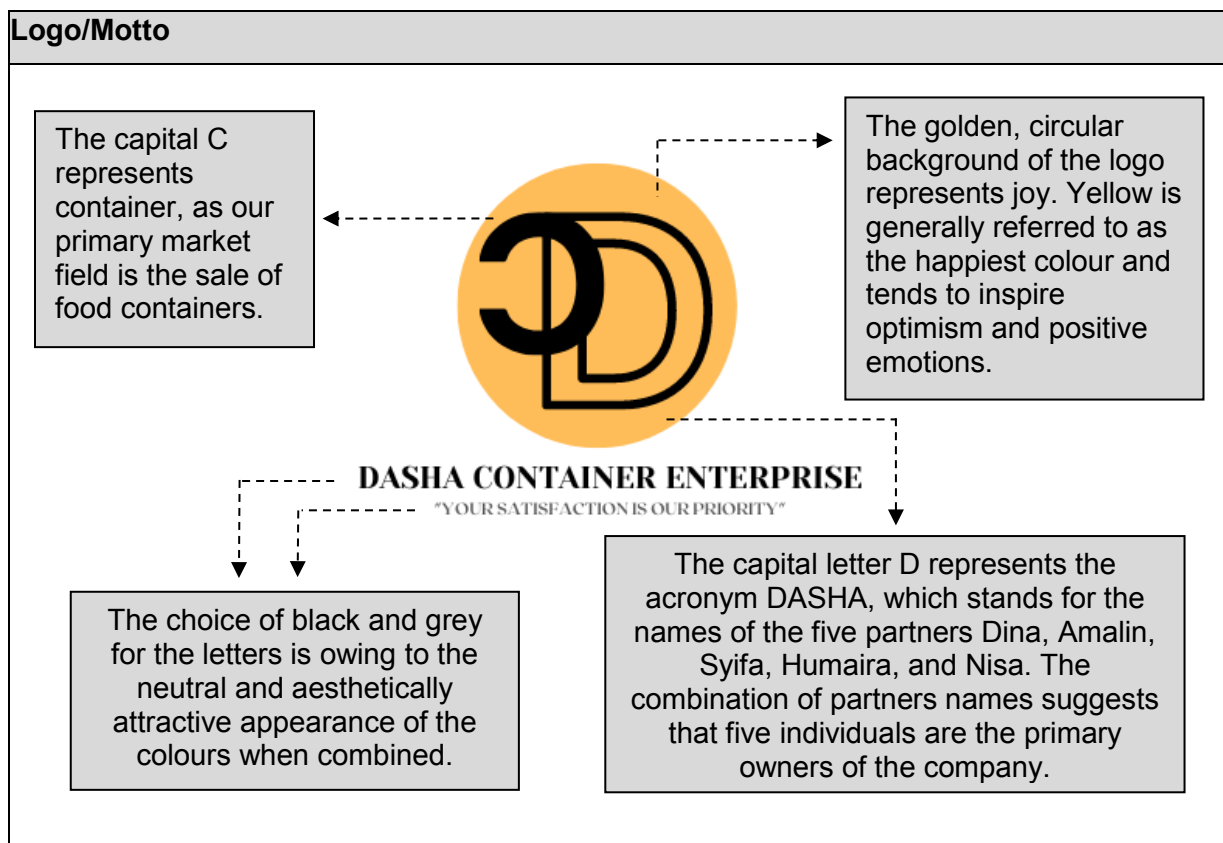 Logo/Motto
The capital C
represents
container, as our
primary market
field is the sale of
food containers.
The golden, circular
background of the logo
represents joy. Yellow is
generally referred to as
the happiest colour and
tends to inspire
optimism and positive
emotions.
CD
DASHA CONTAINER ENTERPRISE
"YOUR SATISFACTION IS OUR PRIORITY"
The choice of black and grey
for the letters is owing to the
neutral and aesthetically
attractive appearance of the
colours when combined.
The capital letter D represents the
acronym DASHA, which stands for the
names of the five partners Dina, Amalin,
Syifa, Humaira, and Nisa. The
combination of partners names suggests
that five individuals are the primary
owners of the company.